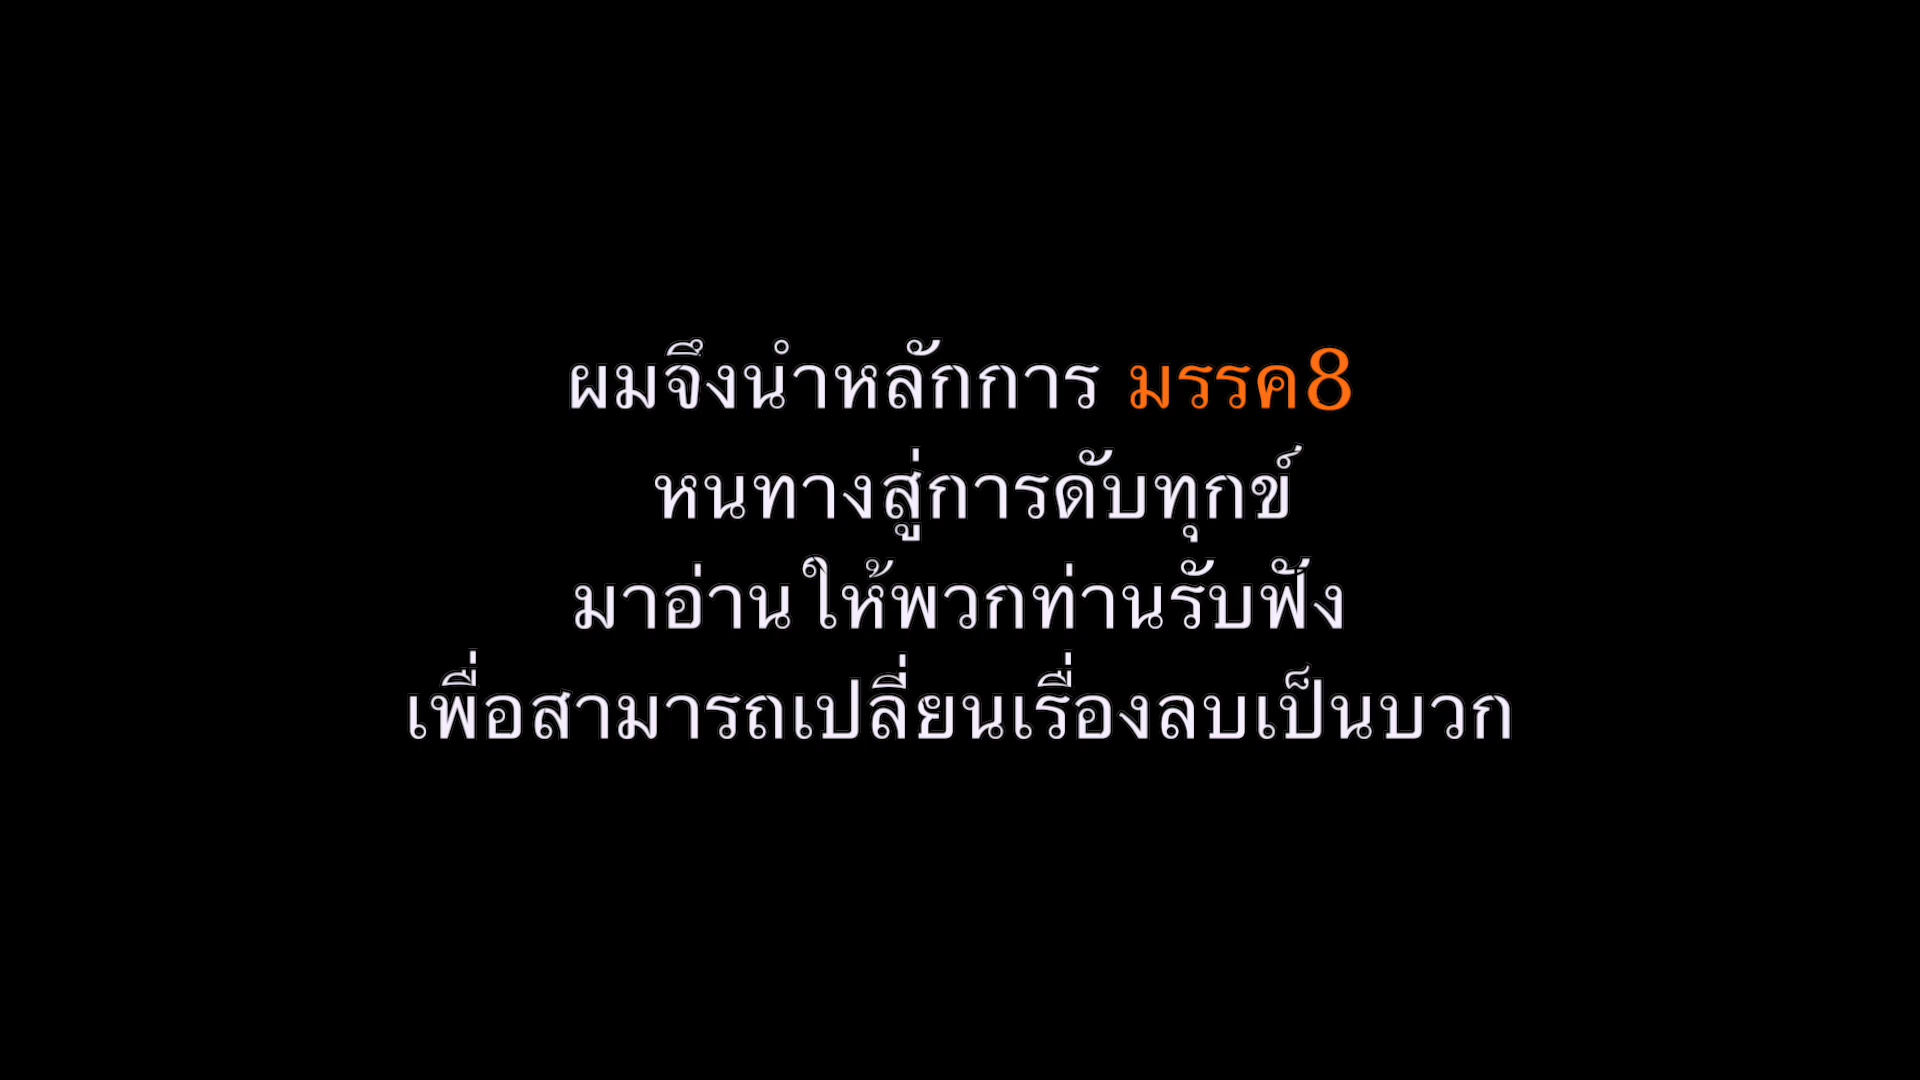 ผมจึงนำหลักการ มรรค8
หนทางสู่การดับทุกข์
มาอ่านให้พวกท่านรับฟัง
เพื่อสามารถเปลี่ยนเรื่องลบเป็นบวก